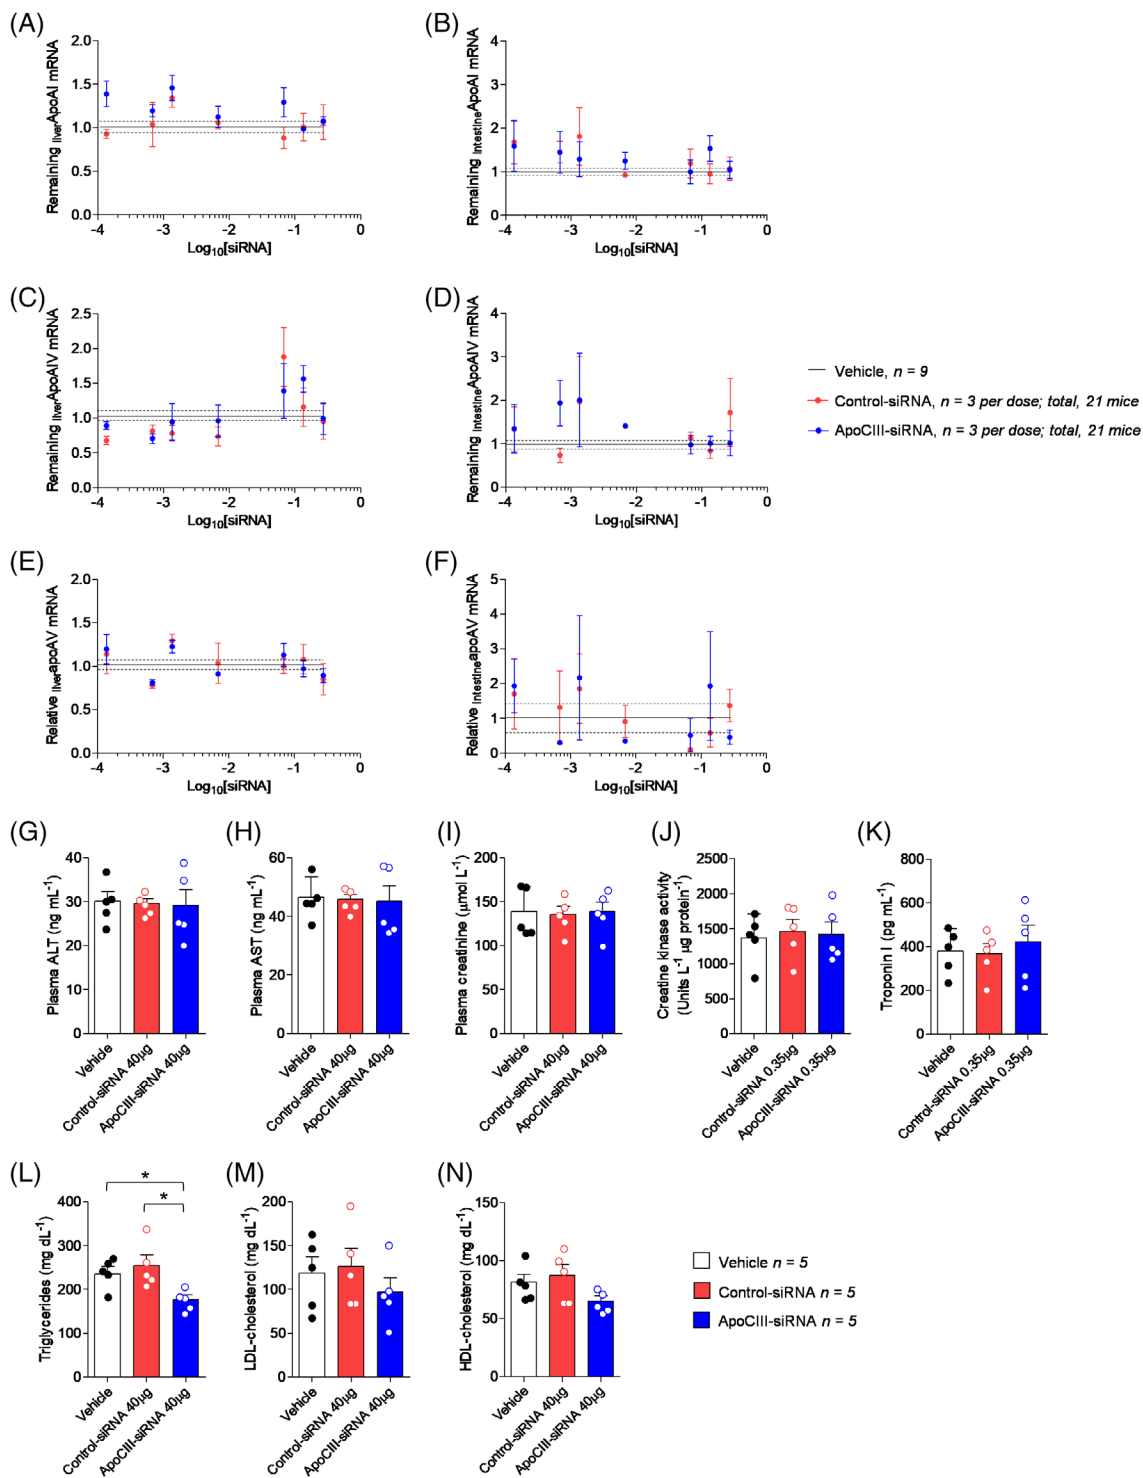 (A)
Remaining liverApoAI mRNA
2.0
1.5
1.0
0.5
0.0
-4 -3 -2 -1 0
Log10[siRNA]
(B)
Remaining IntestineApoAI mRNA
4
3
2
1
0
-4 -3 -2 -1 0
Log10[siRNA]
(C)
Remaining liverApoAIV mRNA
2.5
2.0
1.5
1.0
0.5
0.0
-4 -3 -2 -1 0
Log10[siRNA]
(D)
Remaining IntestineApoAIV mRNA
4
3
2
1
0
-4 -3 -2 -1 0
Log10[siRNA]
Vehicle, n = 9
Control-siRNA, n = 3 per dose; total, 21 mice
ApoCIII-siRNA, n = 3 per dose; total, 21 mice
(E)
Relative liverapoAV mRNA
2.0
1.5
1.0
0.5
0.0
-4 -3 -2 -1 0
Log10[siRNA]
(F)
Relative IntestineapoAV mRNA
5
4
3
2
1
0
-4 -3 -2 -1 0
Log10[siRNA]
(G)
Plasma ALT (ng mL-1)
40
30
20
10
0
Vehicle
Control-siRNA 40µg
ApoCIII-siRNA 40µg
(H)
Plasma AST (ng mL-1)
60
40
20
0
Vehicle
Control-siRNA 40µg
ApoCIII-siRNA 40µg
(I)
Plasma creatinine (µmol L-1)
200
150
100
50
0
Vehicle
Control-siRNA 40µg
ApoCIII-siRNA 40µg
(J)
Creatine kinase activity
(Units L-1 µg protein-1)
2500
2000
1500
1000
500
0
Vehicle
Control-siRNA 0.35µg
ApoCIII-siRNA 0.35µg
(K)
Troponin I (pg mL-1)
800
600
400
200
0
Vehicle
Control-siRNA 0.35µg
ApoCIII-siRNA 0.35µg
(L)
Triglycerides (mg dL-1)
400
300
200
100
0
*
*
Vehicle
Control-siRNA 40µg
ApoCIII-siRNA 40µg
(M)
LDL-cholesterol (mg dL-1)
200
150
100
50
0
Vehicle
Control-siRNA 40µg
ApoCIII-siRNA 40µg
(N)
HDL-cholesterol (mg dL-1)
150
100
50
0
Vehicle
Control-siRNA 40µg
ApoCIII-siRNA 40µg
Vehicle n = 5
Control-siRNA n = 5
ApoCIII-siRNA n = 5